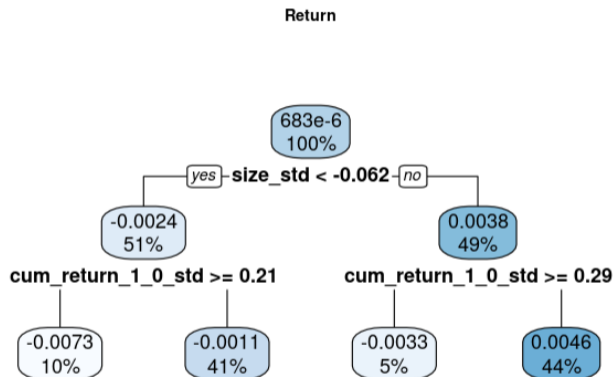 Return
683e-6
100%
yes size_std < -0.062 no
-0.0024
51%
0.0038
49%
cum_return_1_0_std >= 0.21
cum_return_1_0_std >= 0.29
-0.0073
10%
-0.0011
41%
-0.0033
5%
0.0046
44%